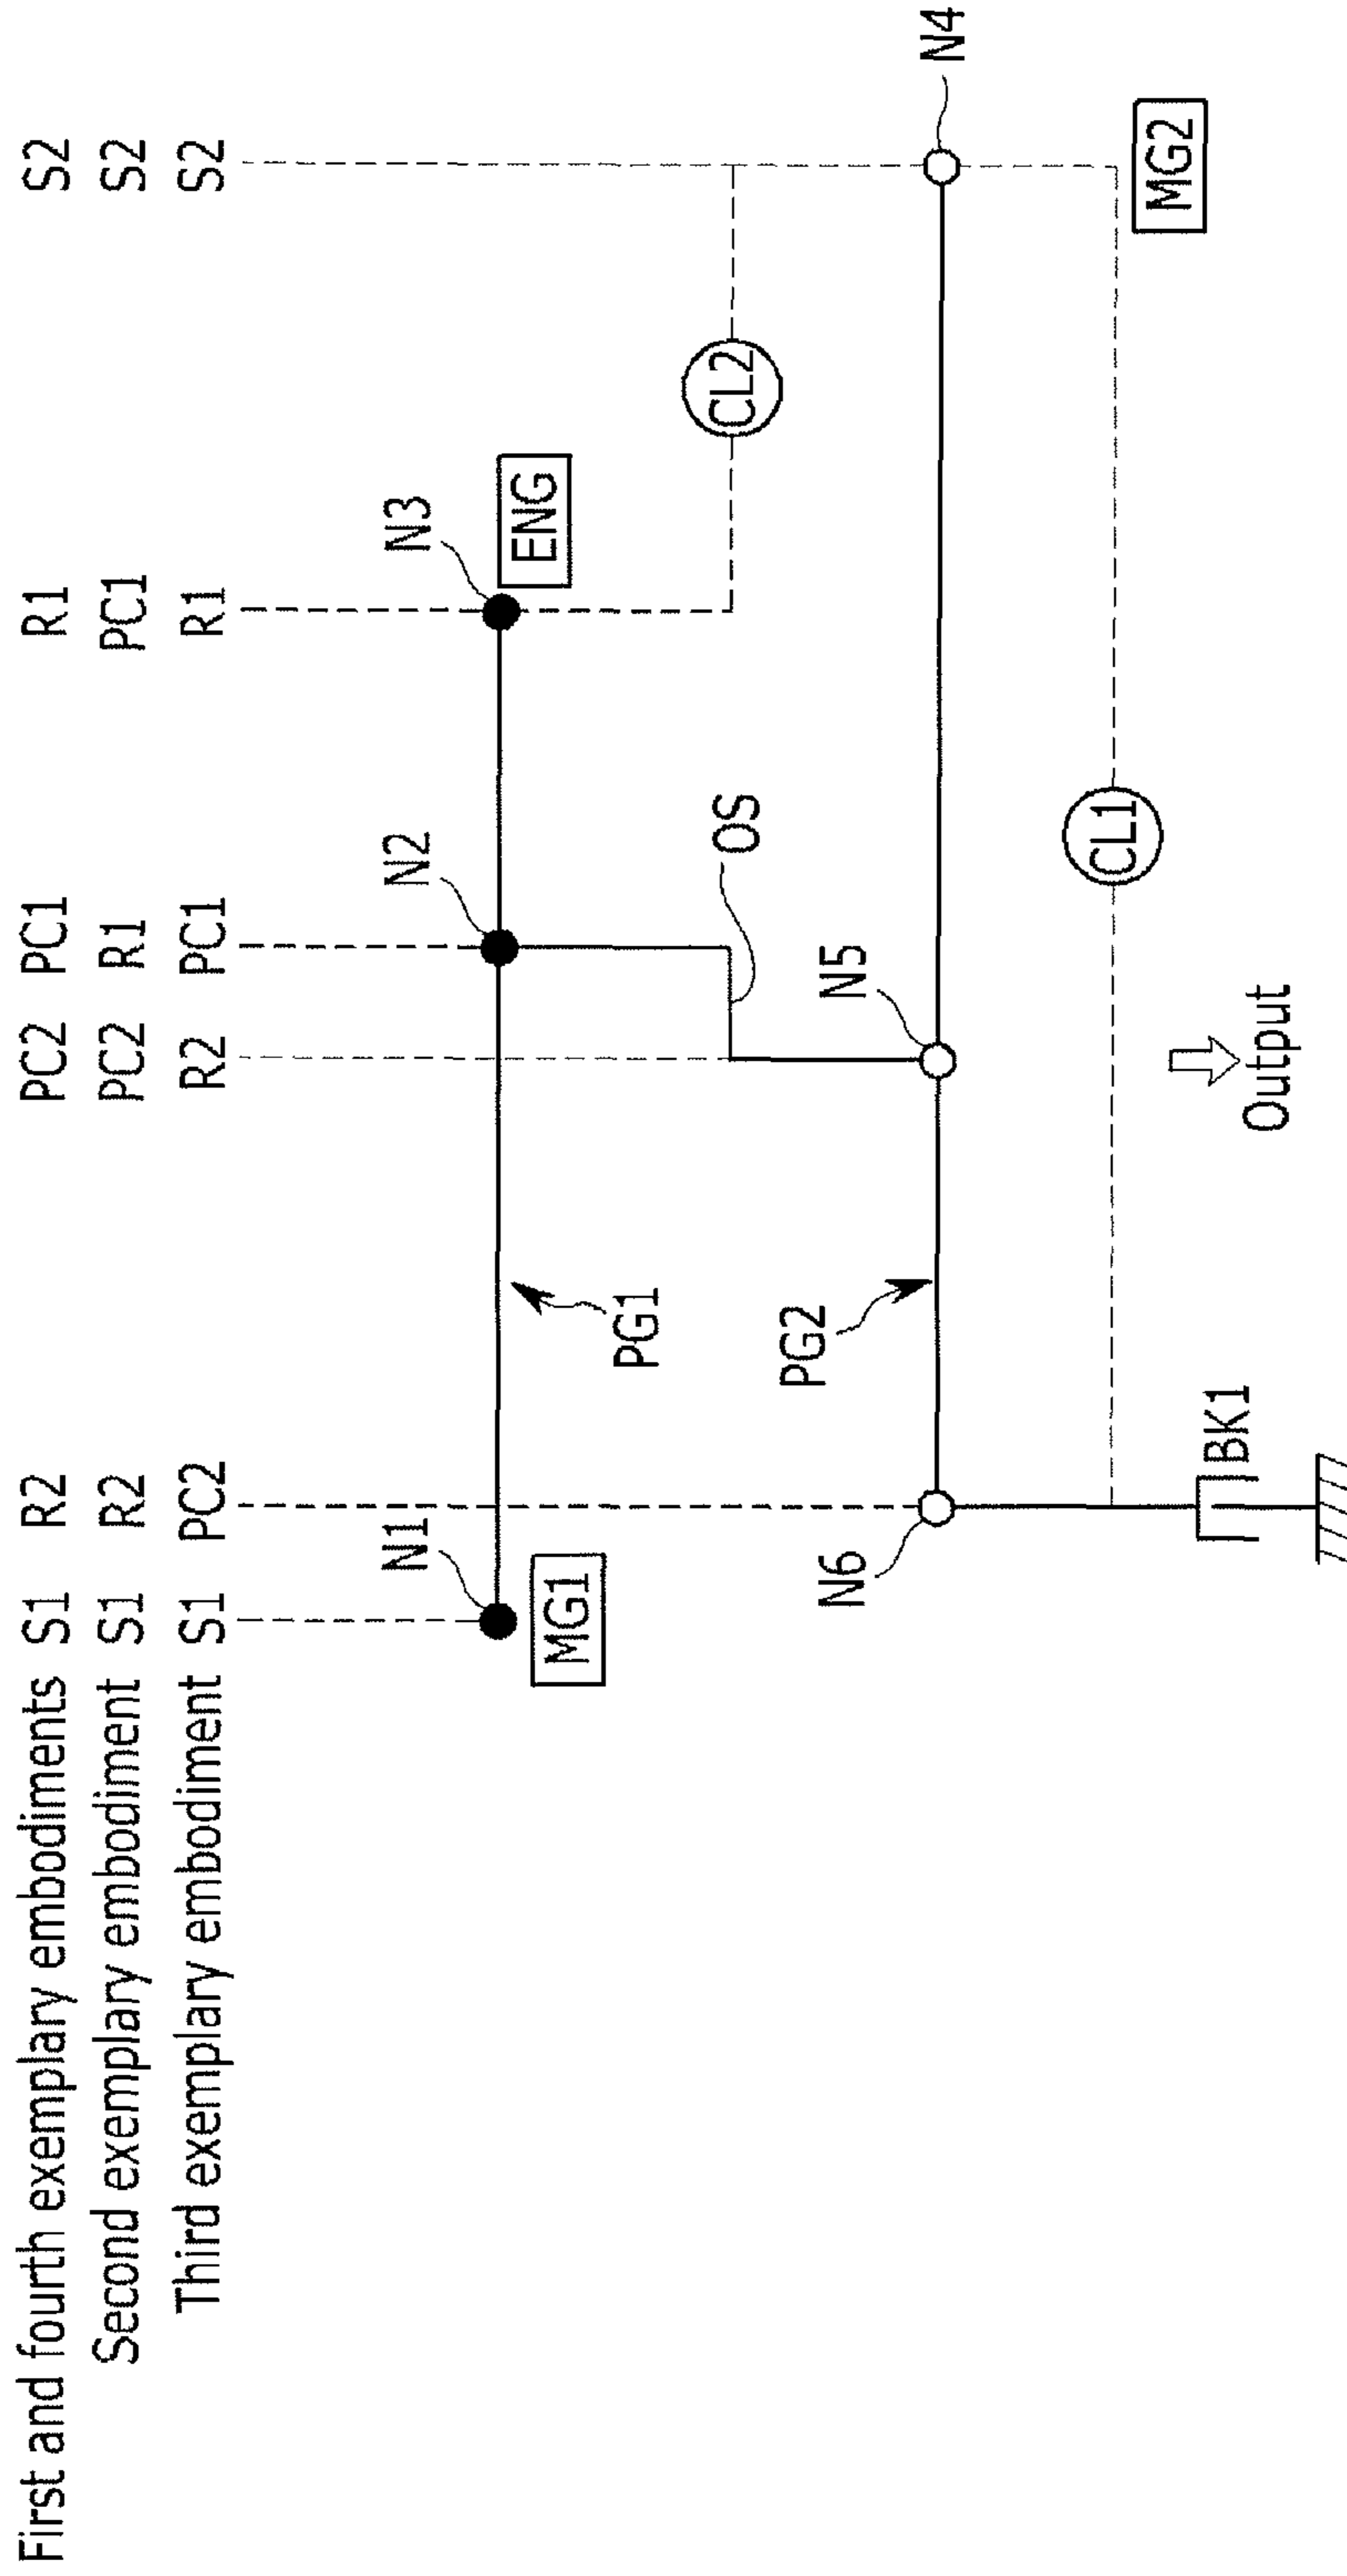 First and fourth exemplary embodiments S1 R2 PC2 PC1 R1 S2
Second exemplary embodiment S1 R2 PC2 R1 PC1 S2
Third exemplary embodiment S1 PC2 R2 PC1 R1 S2
N1
N2
N3
MG1
ENG
PG1
OS
CL2
PG2
N6
N5
N4
CL1
MG2
BK1
Output